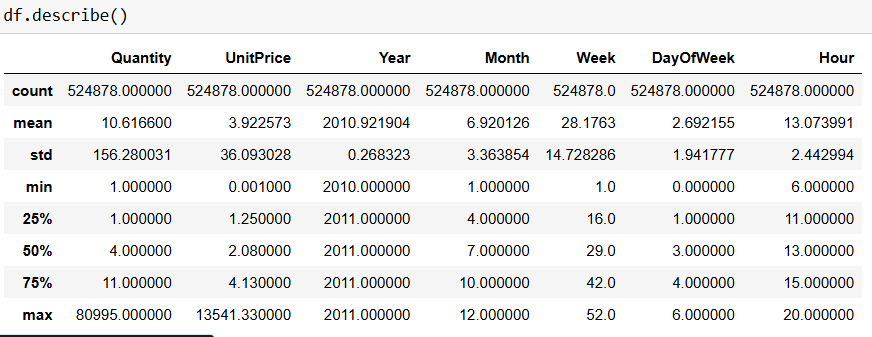 df.describe()
Quantity UnitPrice Year Month Week DayOfWeek Hour
count 524878.000000 524878.000000 524878.000000 524878.000000 524878.0 524878.000000 524878.000000
mean 10.616600 3.922573 2010.921904 6.920126 28.1763 2.692155 13.073991
std 156.280031 36.093028 0.268323 3.363854 14.728286 1.941777 2.442994
min 1.000000 0.001000 2010.000000 1.000000 1.0 0.000000 6.000000
25% 1.000000 1.250000 2011.000000 4.000000 16.0 1.000000 11.000000
50% 4.000000 2.080000 2011.000000 7.000000 29.0 3.000000 13.000000
75% 11.000000 4.130000 2011.000000 10.000000 42.0 4.000000 15.000000
max 80995.000000 13541.330000 2011.000000 12.000000 52.0 6.000000 20.000000